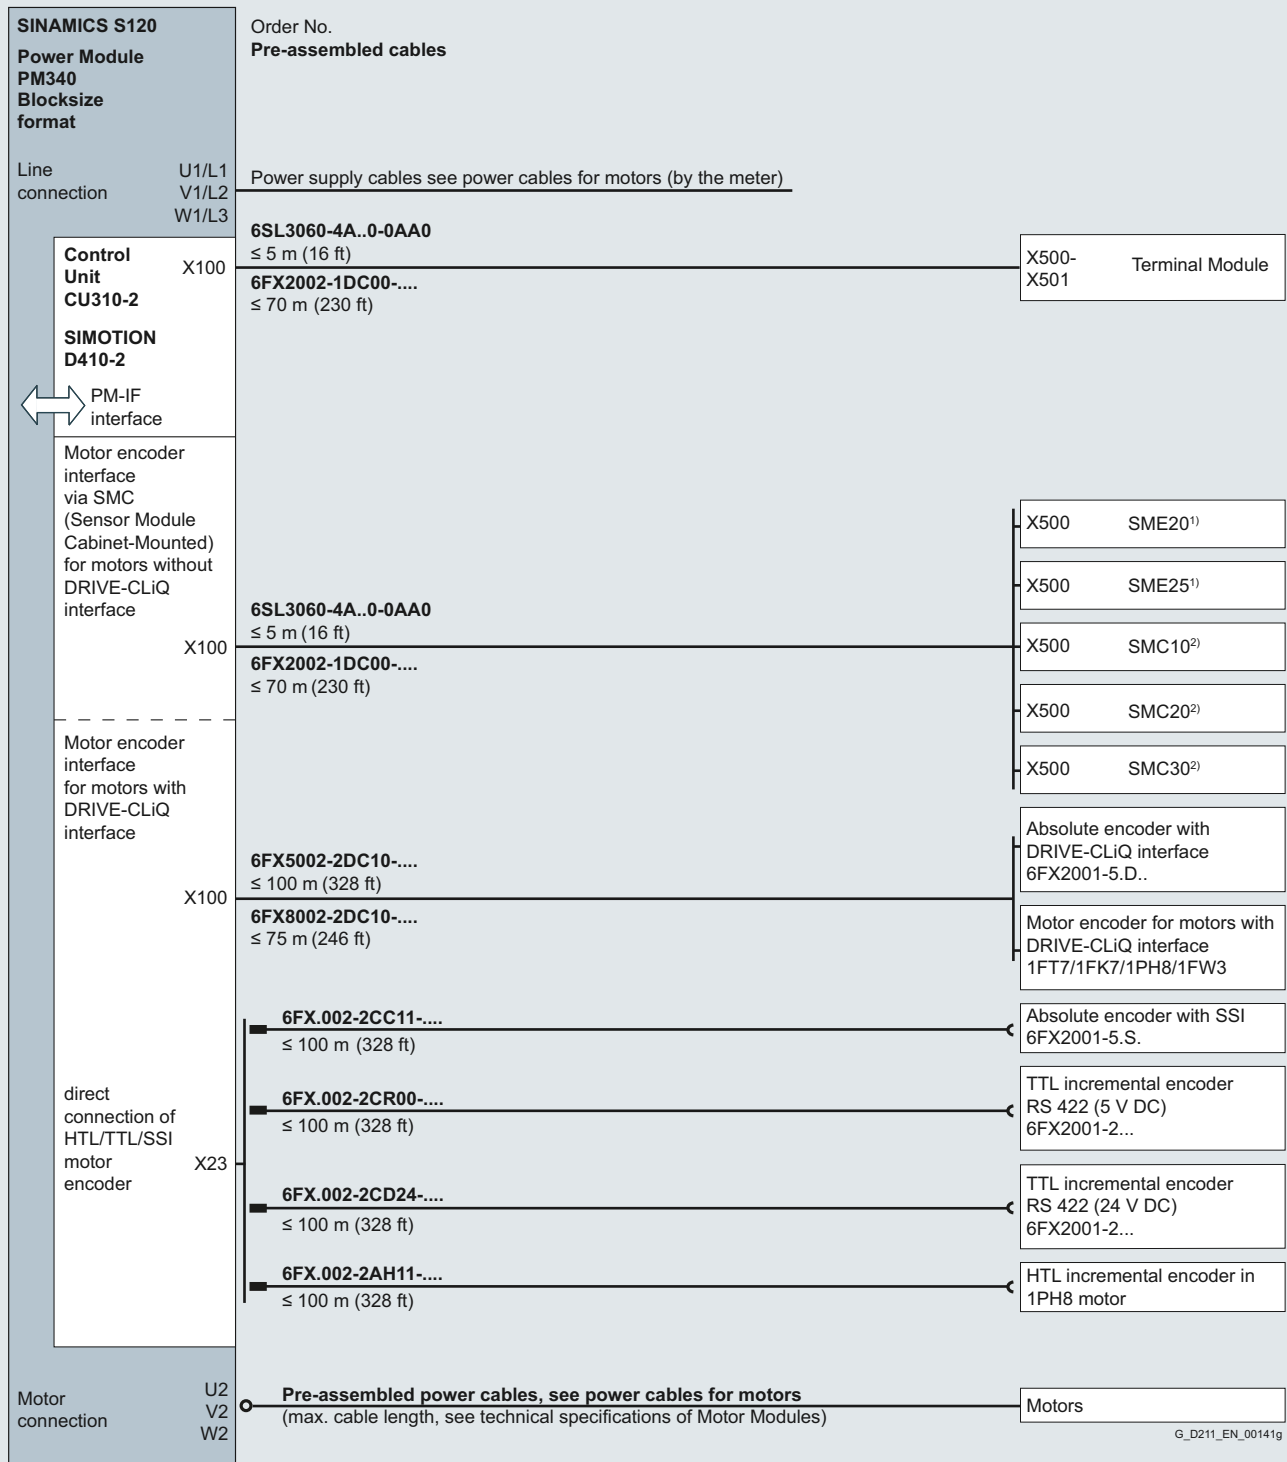 SINAMICS S120
Power Module
PM340
Blocksize
format
Order No.
Pre-assembled cables
Line
connection
U1/L1
V1/L2
W1/L3
Power supply cables see power cables for motors (by the meter)
Control
Unit
CU310-2
X100
SIMOTION
D410-2
PM-IF
interface
6SL3060-4A..0-0AA0
≤ 5 m (16 ft)
6FX2002-1DC00-....
≤ 70 m (230 ft)
X500-
X501
Terminal Module
Motor encoder
interface
via SMC
(Sensor Module
Cabinet-Mounted)
for motors without
DRIVE-CLiQ
interface
X100
6SL3060-4A..0-0AA0
≤ 5 m (16 ft)
6FX2002-1DC00-....
≤ 70 m (230 ft)
X500 SME20¹⁾
X500 SME25¹⁾
X500 SMC10²⁾
X500 SMC20²⁾
X500 SMC30²⁾
Motor encoder
interface
for motors with
DRIVE-CLiQ
interface
X100
6FX5002-2DC10-....
≤ 100 m (328 ft)
6FX8002-2DC10-....
≤ 75 m (246 ft)
Absolute encoder with
DRIVE-CLiQ interface
6FX2001-5.D..
Motor encoder for motors with
DRIVE-CLiQ interface
1FT7/1FK7/1PH8/1FW3
direct
connection of
HTL/TTL/SSI
motor
encoder
X23
6FX.002-2CC11-....
≤ 100 m (328 ft)
Absolute encoder with SSI
6FX2001-5.S.
6FX.002-2CR00-....
≤ 100 m (328 ft)
TTL incremental encoder
RS 422 (5 V DC)
6FX2001-2...
6FX.002-2CD24-....
≤ 100 m (328 ft)
TTL incremental encoder
RS 422 (24 V DC)
6FX2001-2...
6FX.002-2AH11-....
≤ 100 m (328 ft)
HTL incremental encoder in
1PH8 motor
Motor
connection
U2
V2
W2
Pre-assembled power cables, see power cables for motors
(max. cable length, see technical specifications of Motor Modules)
Motors
G_D211_EN_00141g